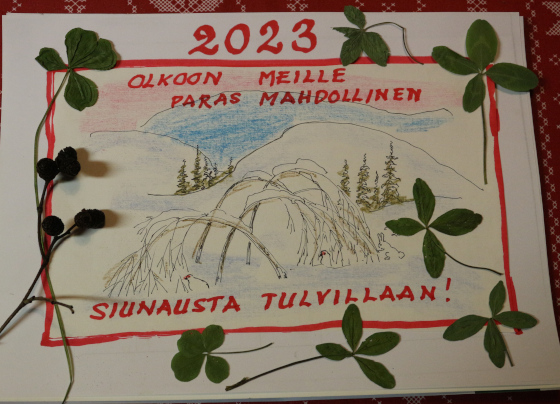 2023
OLKOON MEILLE
PARAS MAHDOLLINEN
SIUNAUSTA TULVILLAAN!